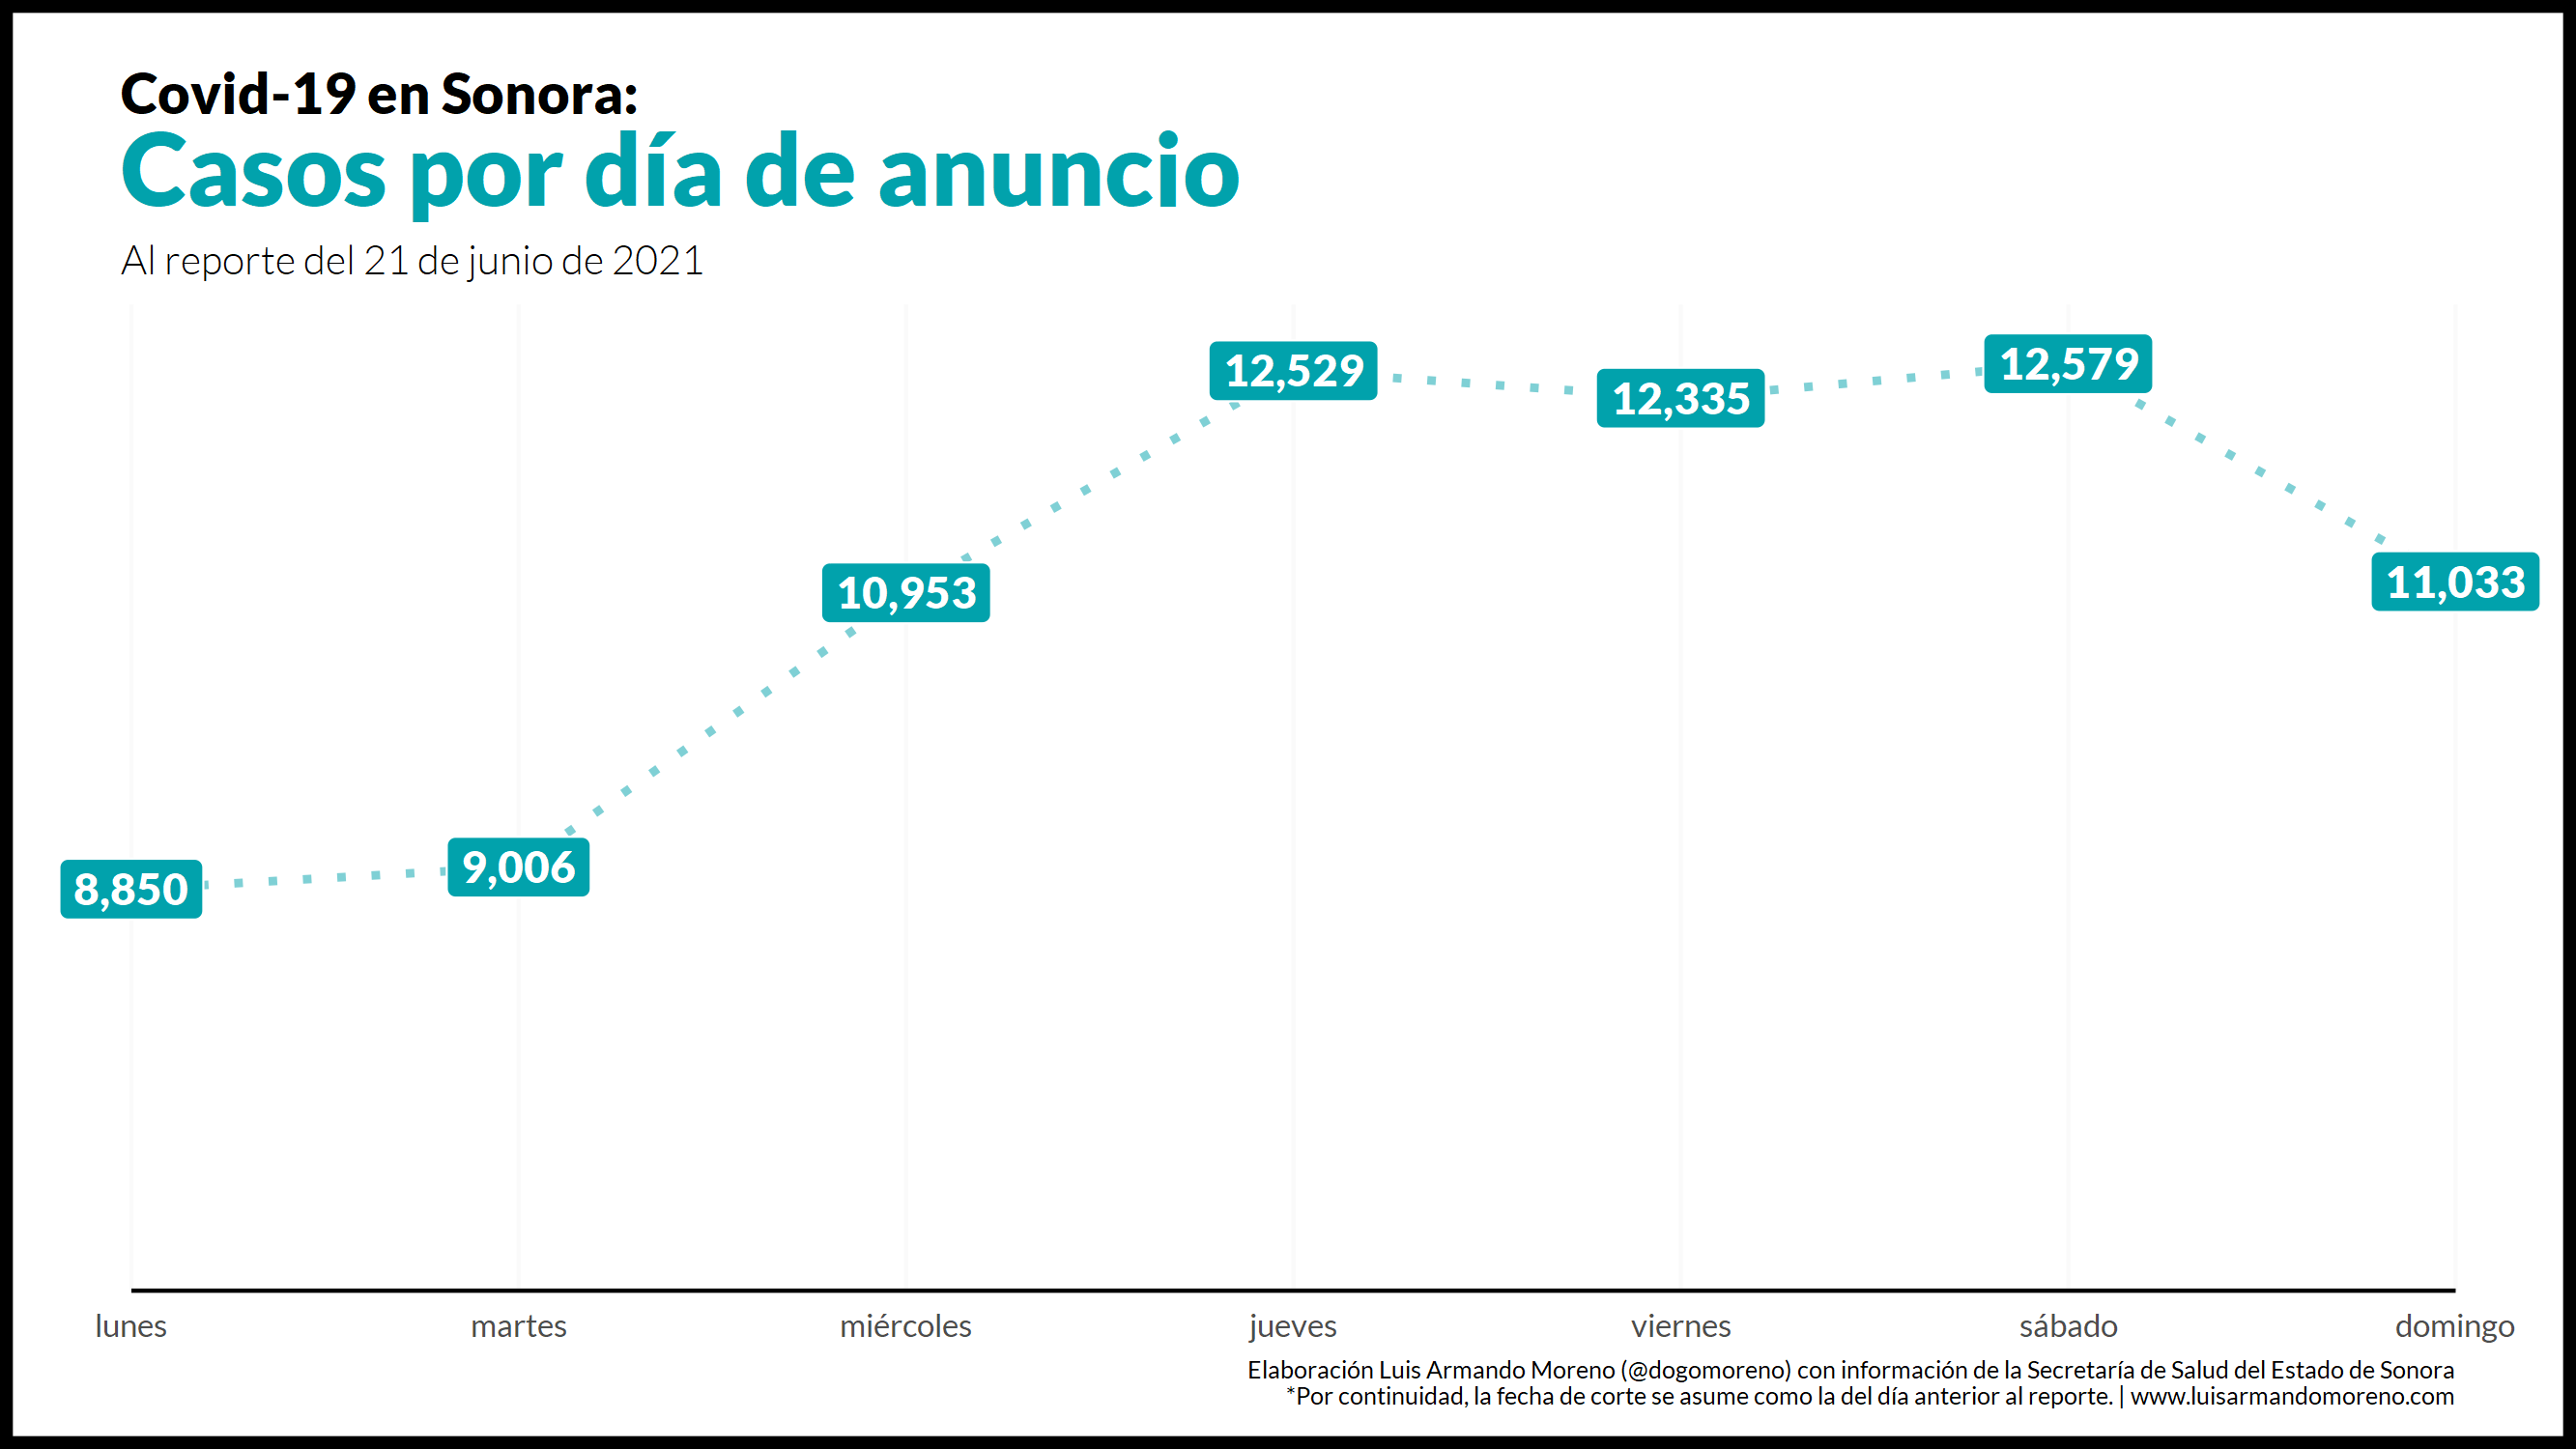 Covid-19 en Sonora:
Casos por día de anuncio
Al reporte del 21 de junio de 2021
8,850
9,006
10,953
12,529
12,335
12,579
11,033
lunes
martes
miércoles
jueves
viernes
sábado
domingo
Elaboración Luis Armando Moreno (@dogomoreno) con información de la Secretaría de Salud del Estado de Sonora
*Por continuidad, la fecha de corte se asume como la del día anterior al reporte. | www.luisarmandomoreno.com